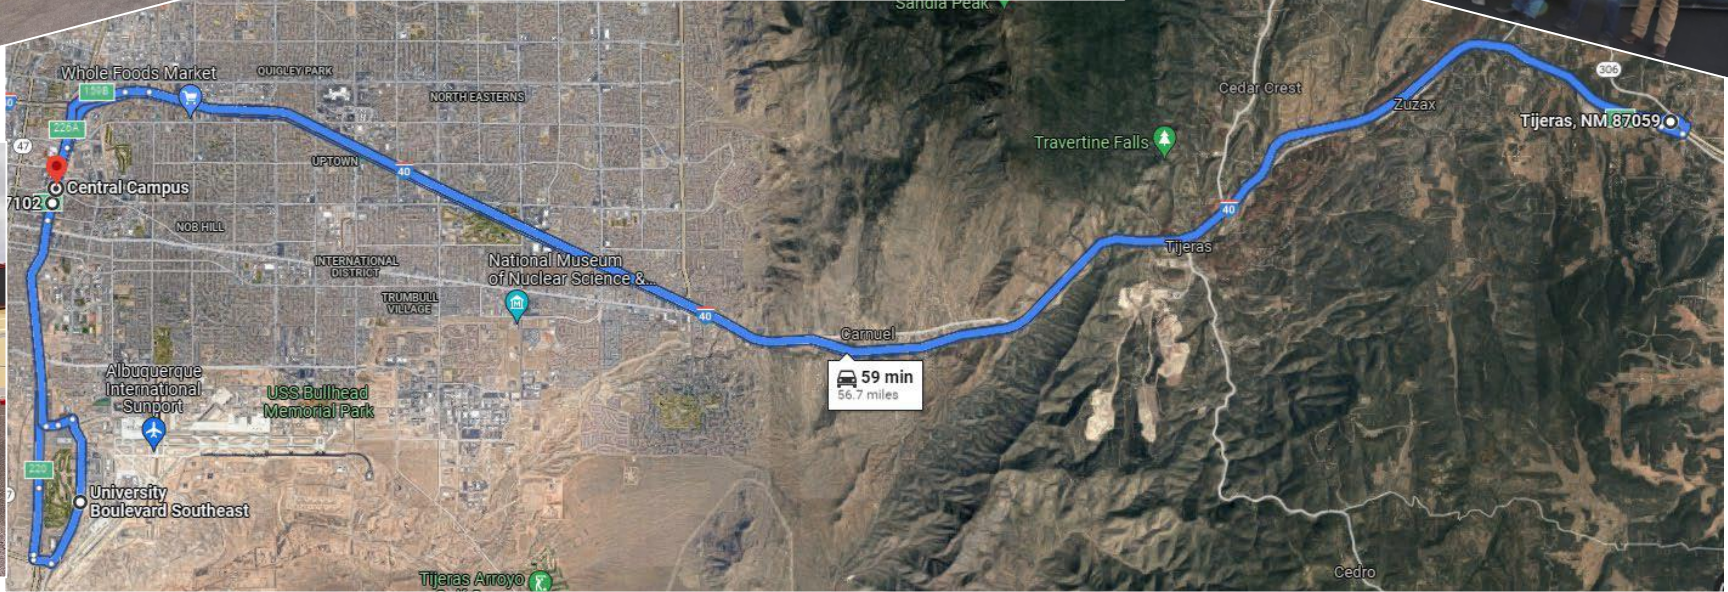 Sandia Peak
Whole Foods Market
QUIGLEY PARK
159B
NORTH EASTERNS
306
Cedar Crest
Zuzax
Tijeras, NM 87059
226A
47
Travertine Falls
UPTOWN
40
Central Campus
7102
40
NOB HILL
Tijeras
INTERNATIONAL
DISTRICT
National Museum
of Nuclear Science &...
TRUMBULL
VILLAGE
40
Carnuel
59 min
56.7 miles
Albuquerque
International
Sunport
USS Bullhead
Memorial Park
220
University
Boulevard Southeast
Tijeras Arroyo
Cedro